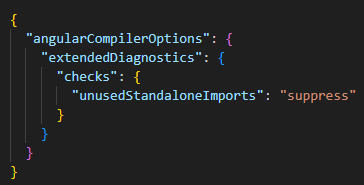 {
  "angularCompilerOptions": {
    "extendedDiagnostics": {
      "checks": {
        "unusedStandaloneImports": "suppress"
      }
    }
  }
}